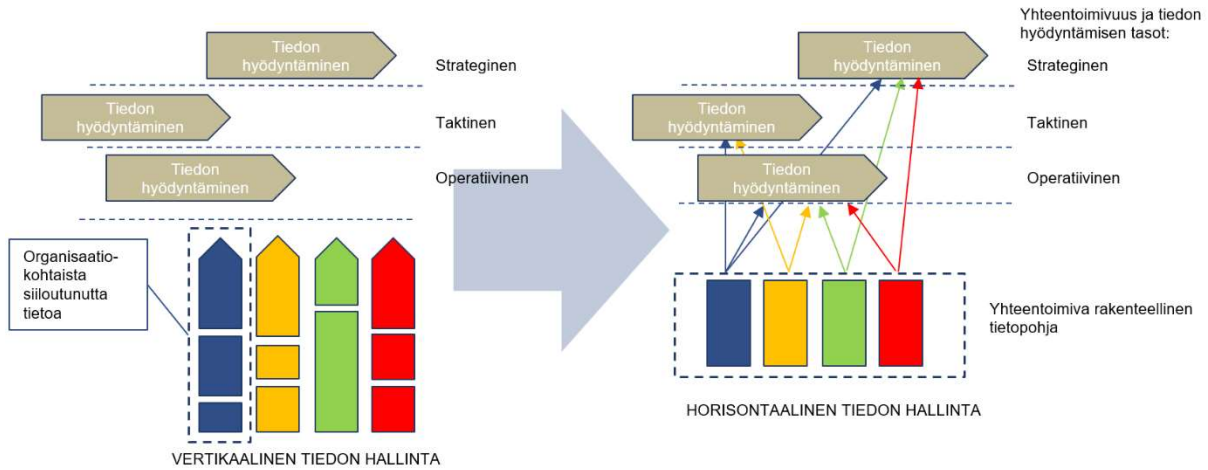 Tiedon
hyödyntäminen
Strateginen
Tiedon
hyödyntäminen
Taktinen
Tiedon
hyödyntäminen
Operatiivinen
Organisaatio-
kohtaista
siiloutunutta
tietoa
VERTIKAALINEN TIEDON HALLINTA
Yhteentoimivuus ja tiedon
hyödyntämisen tasot:
Tiedon
hyödyntäminen
Strateginen
Tiedon
hyödyntäminen
Taktinen
Tiedon
hyödyntäminen
Operatiivinen
Yhteentoimiva rakenteellinen
tietopohja
HORISONTAALINEN TIEDON HALLINTA